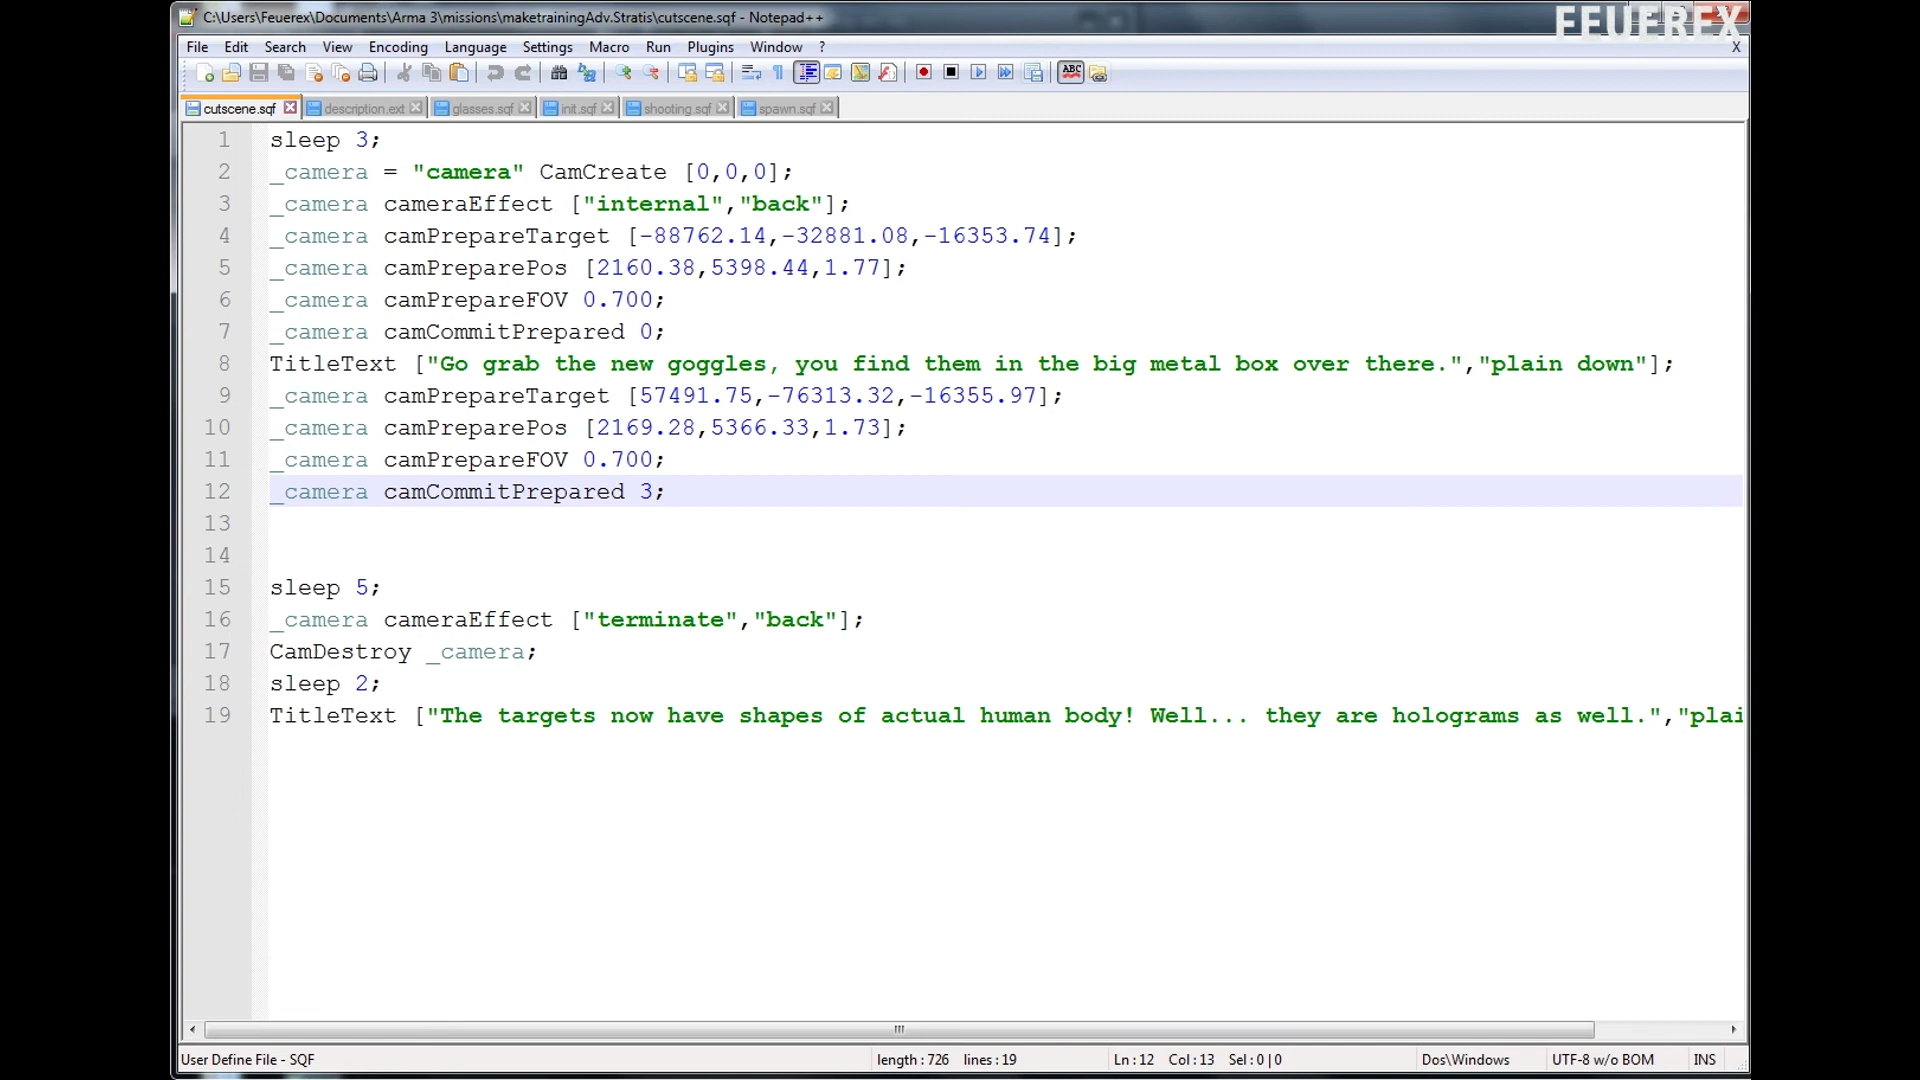 C:\Users\Feuerex\Documents\Arma 3\missions\maketrainingAdv.Stratis\cutscene.sqf - Notepad++
FEUEREX
File Edit Search View Encoding Language Settings Macro Run Plugins Window ? X
cutscene.sqf description.ext glasses.sqf init.sqf shooting.sqf spawn.sqf
1 sleep 3;
2 _camera = "camera" CamCreate [0,0,0];
3 _camera cameraEffect ["internal","back"];
4 _camera camPrepareTarget [-88762.14,-32881.08,-16353.74];
5 _camera camPreparePos [2160.38,5398.44,1.77];
6 _camera camPrepareFOV 0.700;
7 _camera camCommitPrepared 0;
8 TitleText ["Go grab the new goggles, you find them in the big metal box over there.","plain down"];
9 _camera camPrepareTarget [57491.75,-76313.32,-16355.97];
10 _camera camPreparePos [2169.28,5366.33,1.73];
11 _camera camPrepareFOV 0.700;
12 _camera camCommitPrepared 3;
13
14
15 sleep 5;
16 _camera cameraEffect ["terminate","back"];
17 CamDestroy _camera;
18 sleep 2;
19 TitleText ["The targets now have shapes of actual human body! Well... they are holograms as well.","plai
User Define File - SQF length : 726 lines : 19 Ln : 12 Col : 13 Sel : 0 | 0 Dos\Windows UTF-8 w/o BOM INS